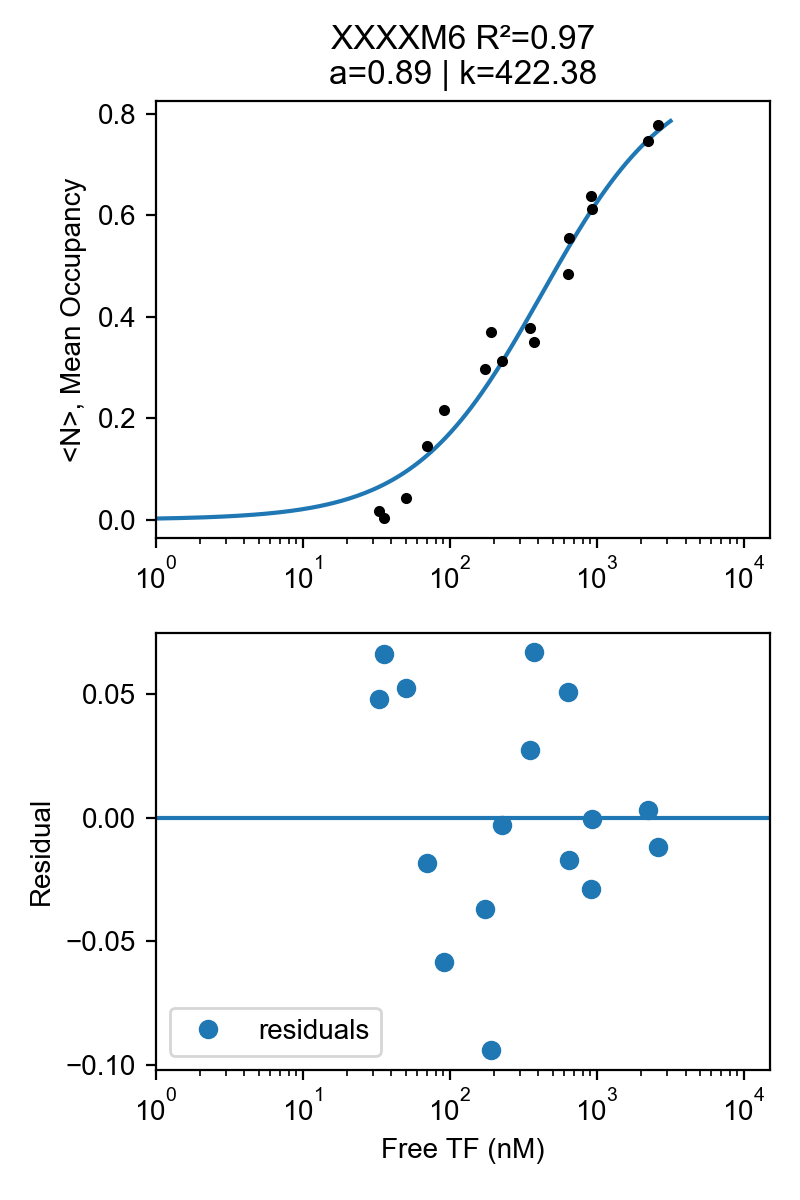 XXXXM6 R²=0.97
a=0.89 | k=422.38
0.8
0.6
0.4
0.2
0.0
<N>, Mean Occupancy
10⁰ 10¹ 10² 10³ 10⁴
0.05
0.00
−0.05
−0.10
Residual
residuals
10⁰ 10¹ 10² 10³ 10⁴
Free TF (nM)